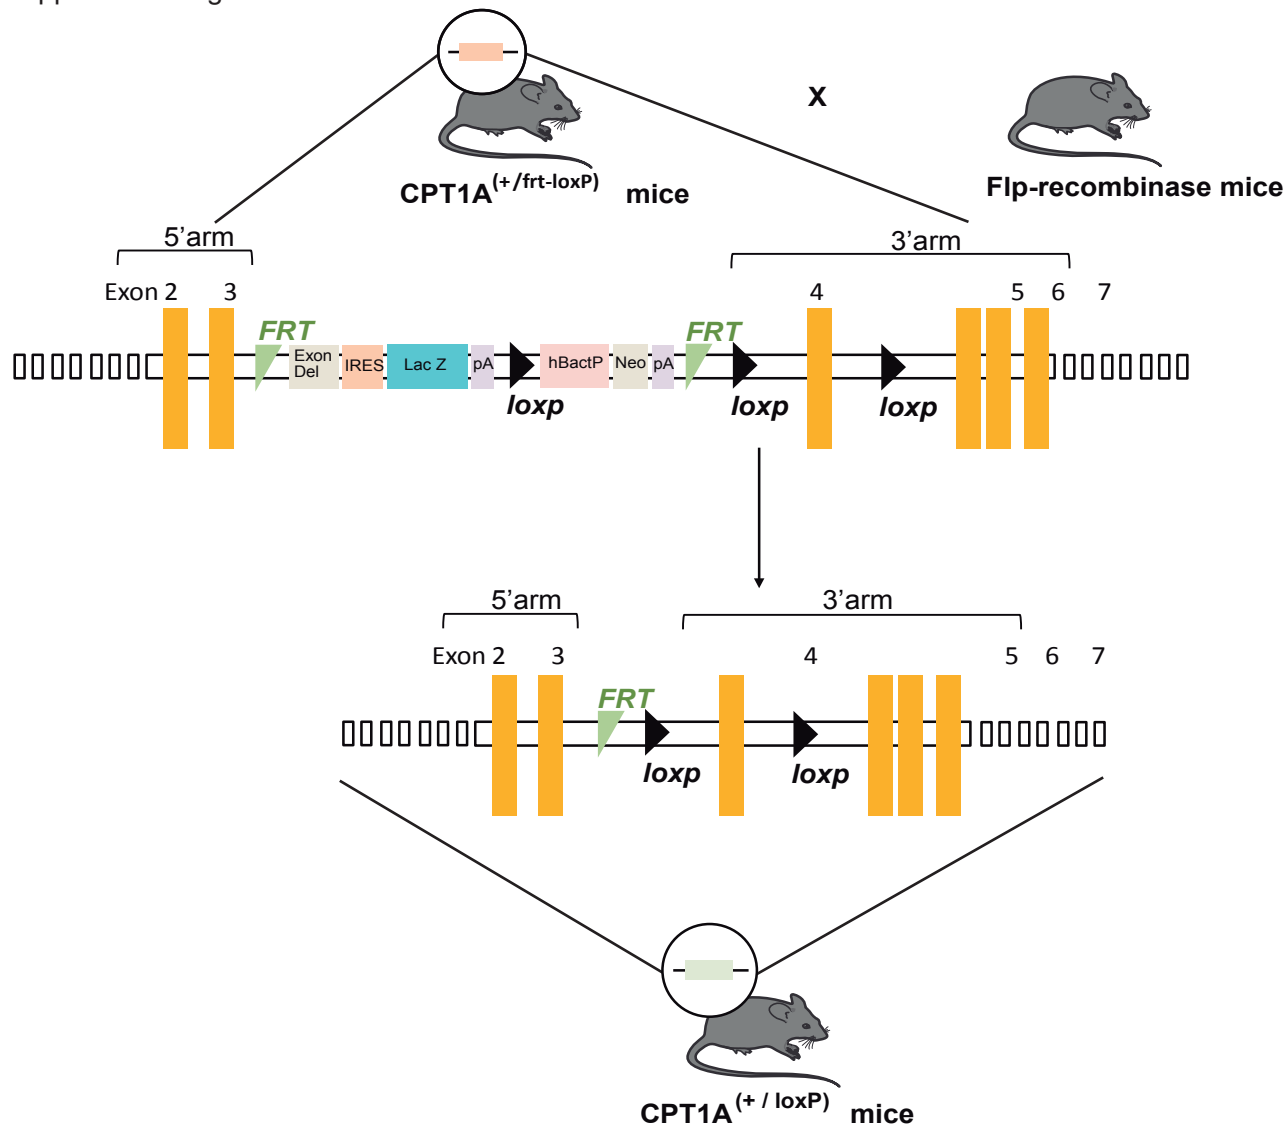 X
CPT1A(+/frt-loxP) mice
Flp-recombinase mice
5'arm
3'arm
Exon 2 3 4 5 6 7
FRT
FRT
Exon Del
IRES
Lac Z
pA
hBactP
Neo
pA
loxp
loxp
loxp
5'arm
3'arm
Exon 2 3 4 5 6 7
FRT
loxp
loxp
CPT1A(+ / loxP) mice